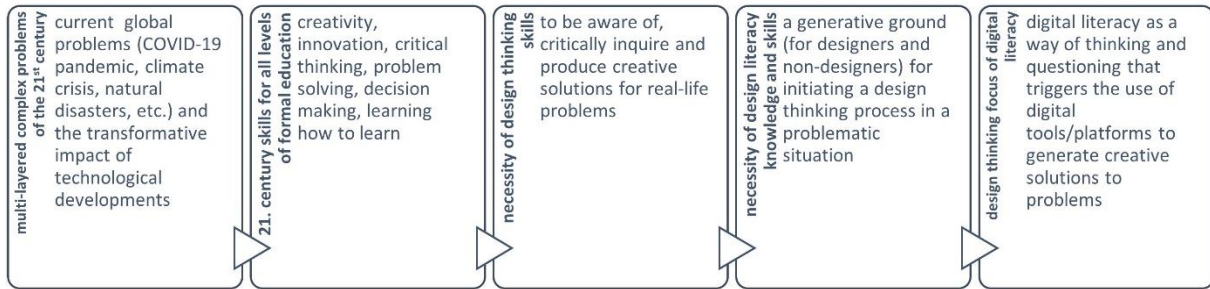 multi-layered complex problems
of the 21st century
current global
problems (COVID-19
pandemic, climate
crisis, natural
disasters, etc.) and
the transformative
impact of
technological
developments
21. century skills for all levels
of formal education
creativity,
innovation, critical
thinking, problem
solving, decision
making, learning
how to learn
necessity of design thinking
skills
to be aware of,
critically inquire and
produce creative
solutions for real-life
problems
necessity of design literacy
knowledge and skills
a generative ground
(for designers and
non-designers) for
initiating a design
thinking process in a
problematic
situation
design thinking focus of digital
literacy
digital literacy as a
way of thinking and
questioning that
triggers the use of
digital
tools/platforms to
generate creative
solutions to
problems